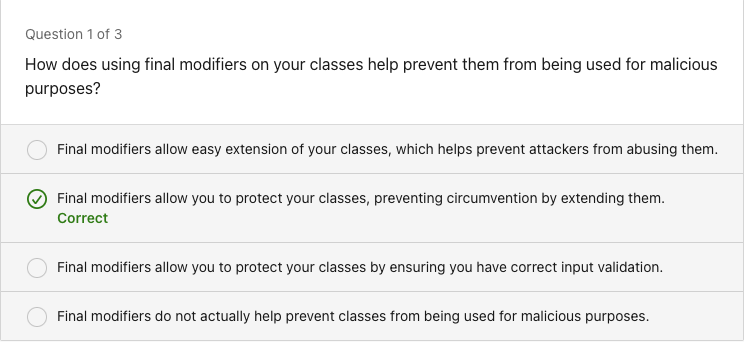 Question 1 of 3
How does using final modifiers on your classes help prevent them from being used for malicious
purposes?
Final modifiers allow easy extension of your classes, which helps prevent attackers from abusing them.
Final modifiers allow you to protect your classes, preventing circumvention by extending them.
Correct
Final modifiers allow you to protect your classes by ensuring you have correct input validation.
Final modifiers do not actually help prevent classes from being used for malicious purposes.